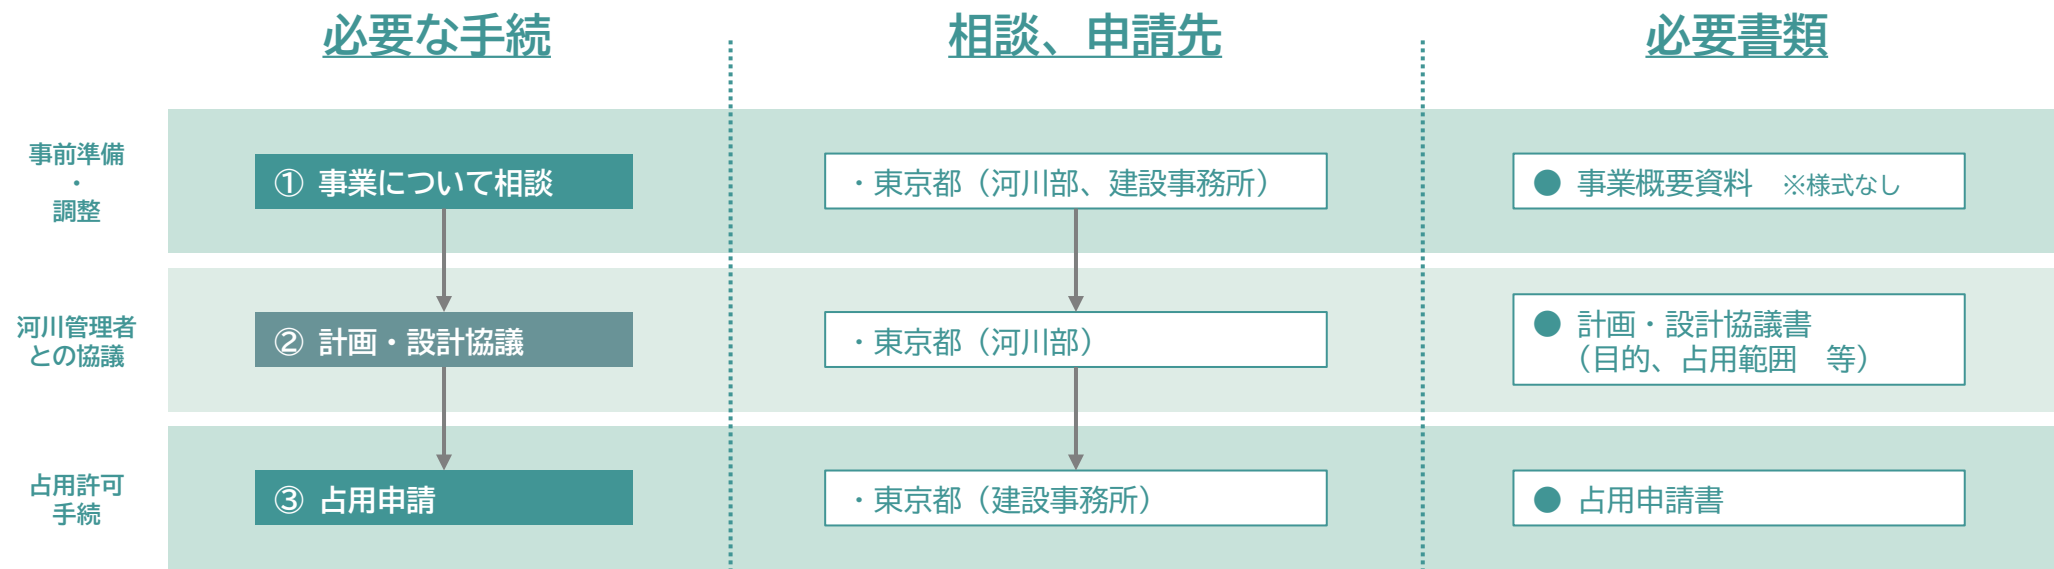 必要な手続
相談、申請先
必要書類
事前準備
・
調整
① 事業について相談
・東京都（河川部、建設事務所）
● 事業概要資料　※様式なし
河川管理者
との協議
② 計画・設計協議
・東京都（河川部）
● 計画・設計協議書
（目的、占用範囲　等）
占用許可
手続
③ 占用申請
・東京都（建設事務所）
● 占用申請書